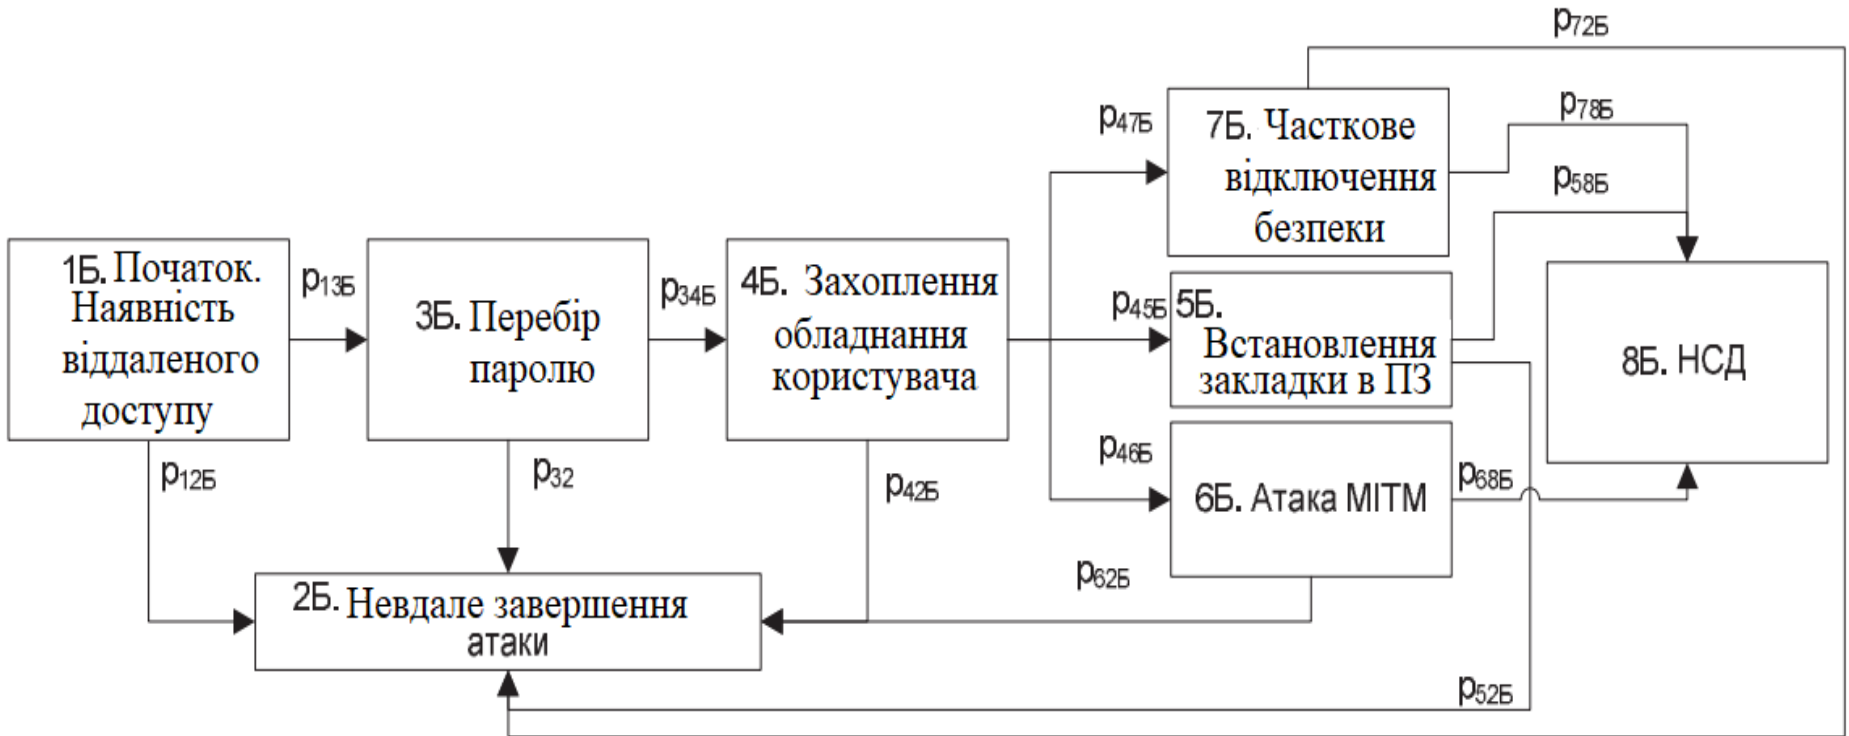 p72Б
p47Б
7Б. Часткове
відключення
безпеки
p78Б
p58Б
1Б. Початок.
Наявність
віддаленого
доступу
p13Б
3Б. Перебір
паролю
p34Б
4Б. Захоплення
обладнання
користувача
p45Б
5Б.
Встановлення
закладки в ПЗ
8Б. НСД
p12Б
p32
p42Б
p46Б
6Б. Атака МІТМ
p68Б
p62Б
2Б. Невдале завершення
атаки
p52Б